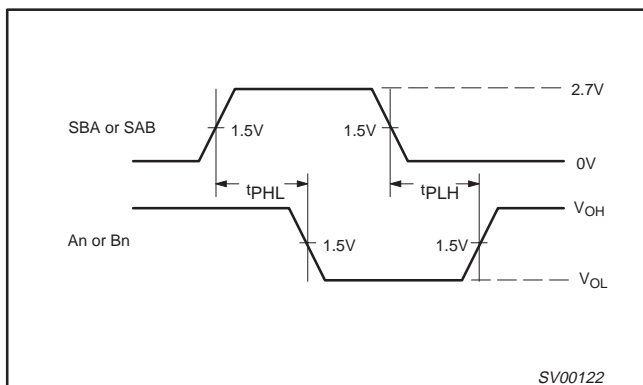 2.7V
SBA or SAB
1.5V
1.5V
0V
tPHL
tPLH
VOH
An or Bn
1.5V
1.5V
VOL
SV00122